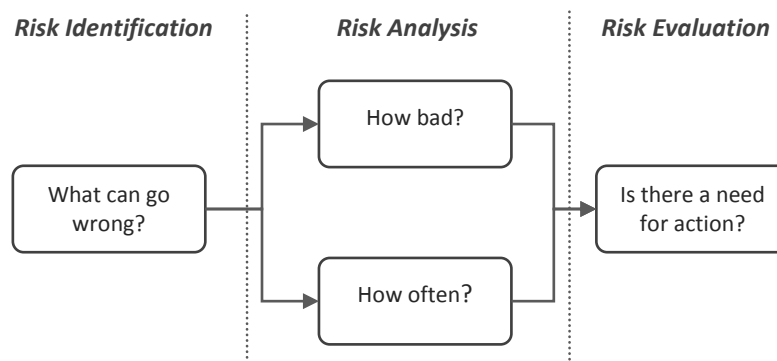 Risk Identification
Risk Analysis
Risk Evaluation
How bad?
What can go
wrong?
Is there a need
for action?
How often?